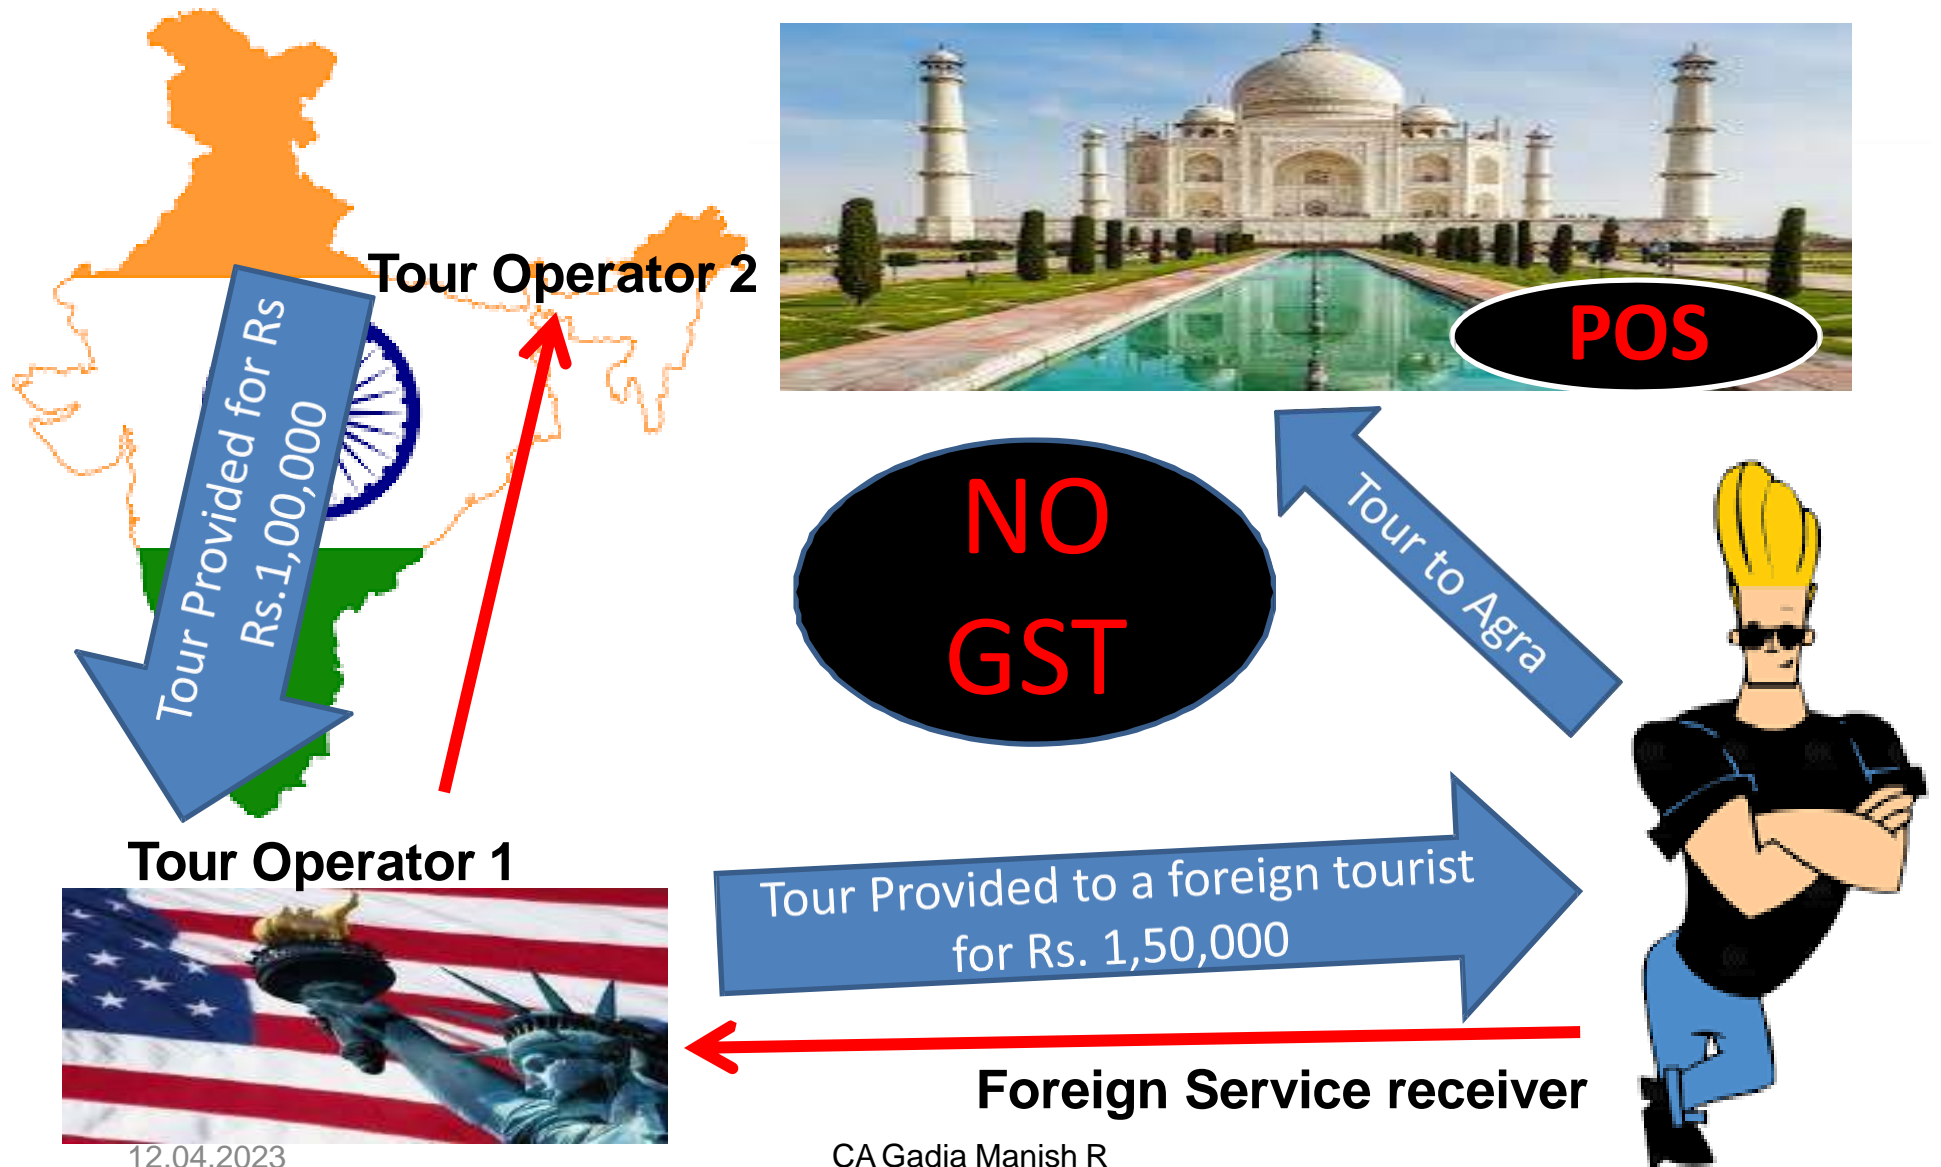 Tour Operator 2
Tour Provided for Rs
Rs.1,00,000
POS
NO
GST
Tour to Agra
Tour Operator 1
Tour Provided to a foreign tourist
for Rs. 1,50,000
Foreign Service receiver
12.04.2023
CA Gadia Manish R